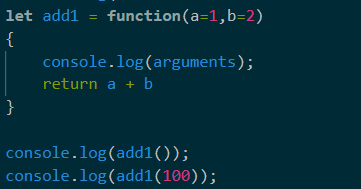 let add1 = function(a=1,b=2)
{
    console.log(arguments);
    return a + b
}

console.log(add1());
console.log(add1(100));